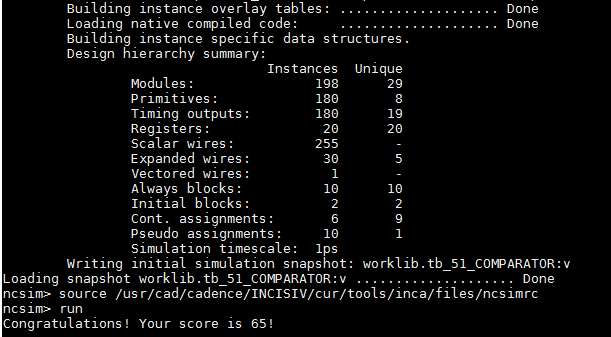 Building instance overlay tables: .................... Done
Loading native compiled code:     .................... Done
Building instance specific data structures.
Design hierarchy summary:
Instances  Unique
Modules:             198      29
Primitives:          180       8
Timing outputs:      180      19
Registers:            20      20
Scalar wires:        255       -
Expanded wires:       30       5
Vectored wires:        1       -
Always blocks:        10      10
Initial blocks:        2       2
Cont. assignments:     6       9
Pseudo assignments:   10       1
Simulation timescale:  1ps
Writing initial simulation snapshot: worklib.tb_51_COMPARATOR:v
Loading snapshot worklib.tb_51_COMPARATOR:v .................... Done
ncsim> source /usr/cad/cadence/INCISIV/cur/tools/inca/files/ncsimrc
ncsim> run
Congratulations! Your score is 65!